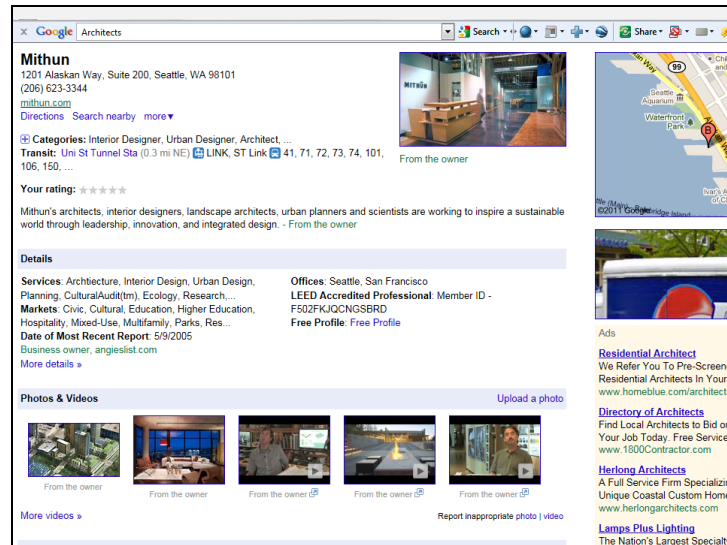 Google Architects Search Share
Mithun
1201 Alaskan Way, Suite 200, Seattle, WA 98101
(206) 623-3344
mithun.com
Directions Search nearby more▼
Categories: Interior Designer, Urban Designer, Architect, ...
Transit: Uni St Tunnel Sta (0.3 mi NE) LINK, ST Link 41, 71, 72, 73, 74, 101,
106, 150, ...
Your rating:
Mithun's architects, interior designers, landscape architects, urban planners and scientists are working to inspire a sustainable
world through leadership, innovation, and integrated design. - From the owner
MITHŪN
From the owner
99
Seattle
Aquarium
Waterfront
Park
B
©2011 Google
Details
Services: Archtiecture, Interior Design, Urban Design,
Planning, CulturalAudit(tm), Ecology, Research,...
Markets: Civic, Cultural, Education, Higher Education,
Hospitality, Mixed-Use, Multifamily, Parks, Res...
Date of Most Recent Report: 5/9/2005
Business owner, angieslist.com
More details »
Offices: Seattle, San Francisco
LEED Accredited Professional: Member ID -
F502FKJQCNGSBRD
Free Profile: Free Profile
Photos & Videos Upload a photo
From the owner From the owner From the owner From the owner From the owner
More videos » Report inappropriate photo | video
Ads
Residential Architect
We Refer You To Pre-Screen
Residential Architects In Your
www.homeblue.com/architect
Directory of Architects
Find Local Architects to Bid on
Your Job Today. Free Service
www.1800Contractor.com
Herlong Architects
A Full Service Firm Specializin
Unique Coastal Custom Home
www.herlongarchitects.com
Lamps Plus Lighting
The Nation's Largest Specialty